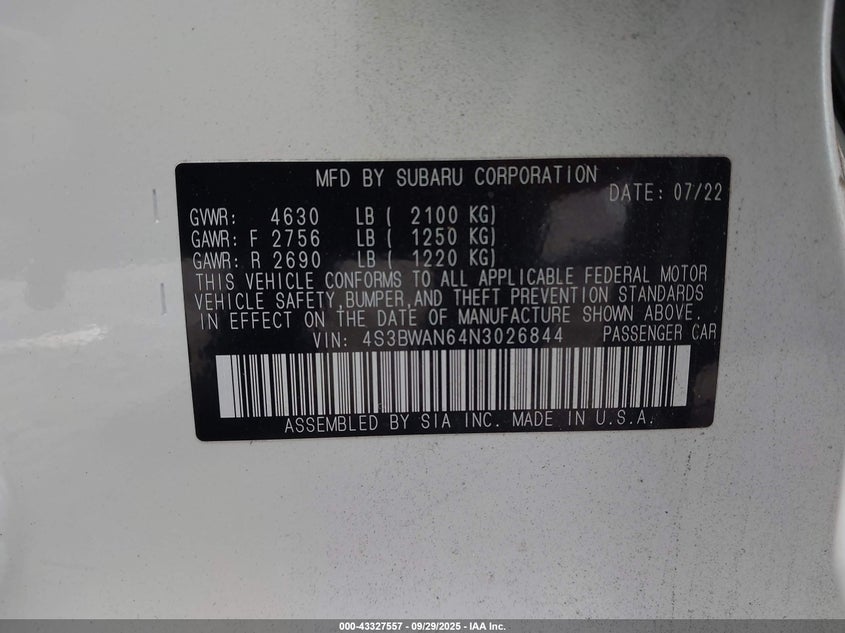 MFD BY SUBARU CORPORATION
DATE: 07/22
GVWR: 4630 LB ( 2100 KG)
GAWR: F 2756 LB ( 1250 KG)
GAWR: R 2690 LB ( 1220 KG)
THIS VEHICLE CONFORMS TO ALL APPLICABLE FEDERAL MOTOR
VEHICLE SAFETY,BUMPER,AND THEFT PREVENTION STANDARDS
IN EFFECT ON THE DATE OF MANUFACTURE SHOWN ABOVE.
VIN: 4S3BWAN64N3026844 PASSENGER CAR
ASSEMBLED BY SIA INC. MADE IN U.S.A.
000-43327557 - 09/29/2025 - IAA Inc.